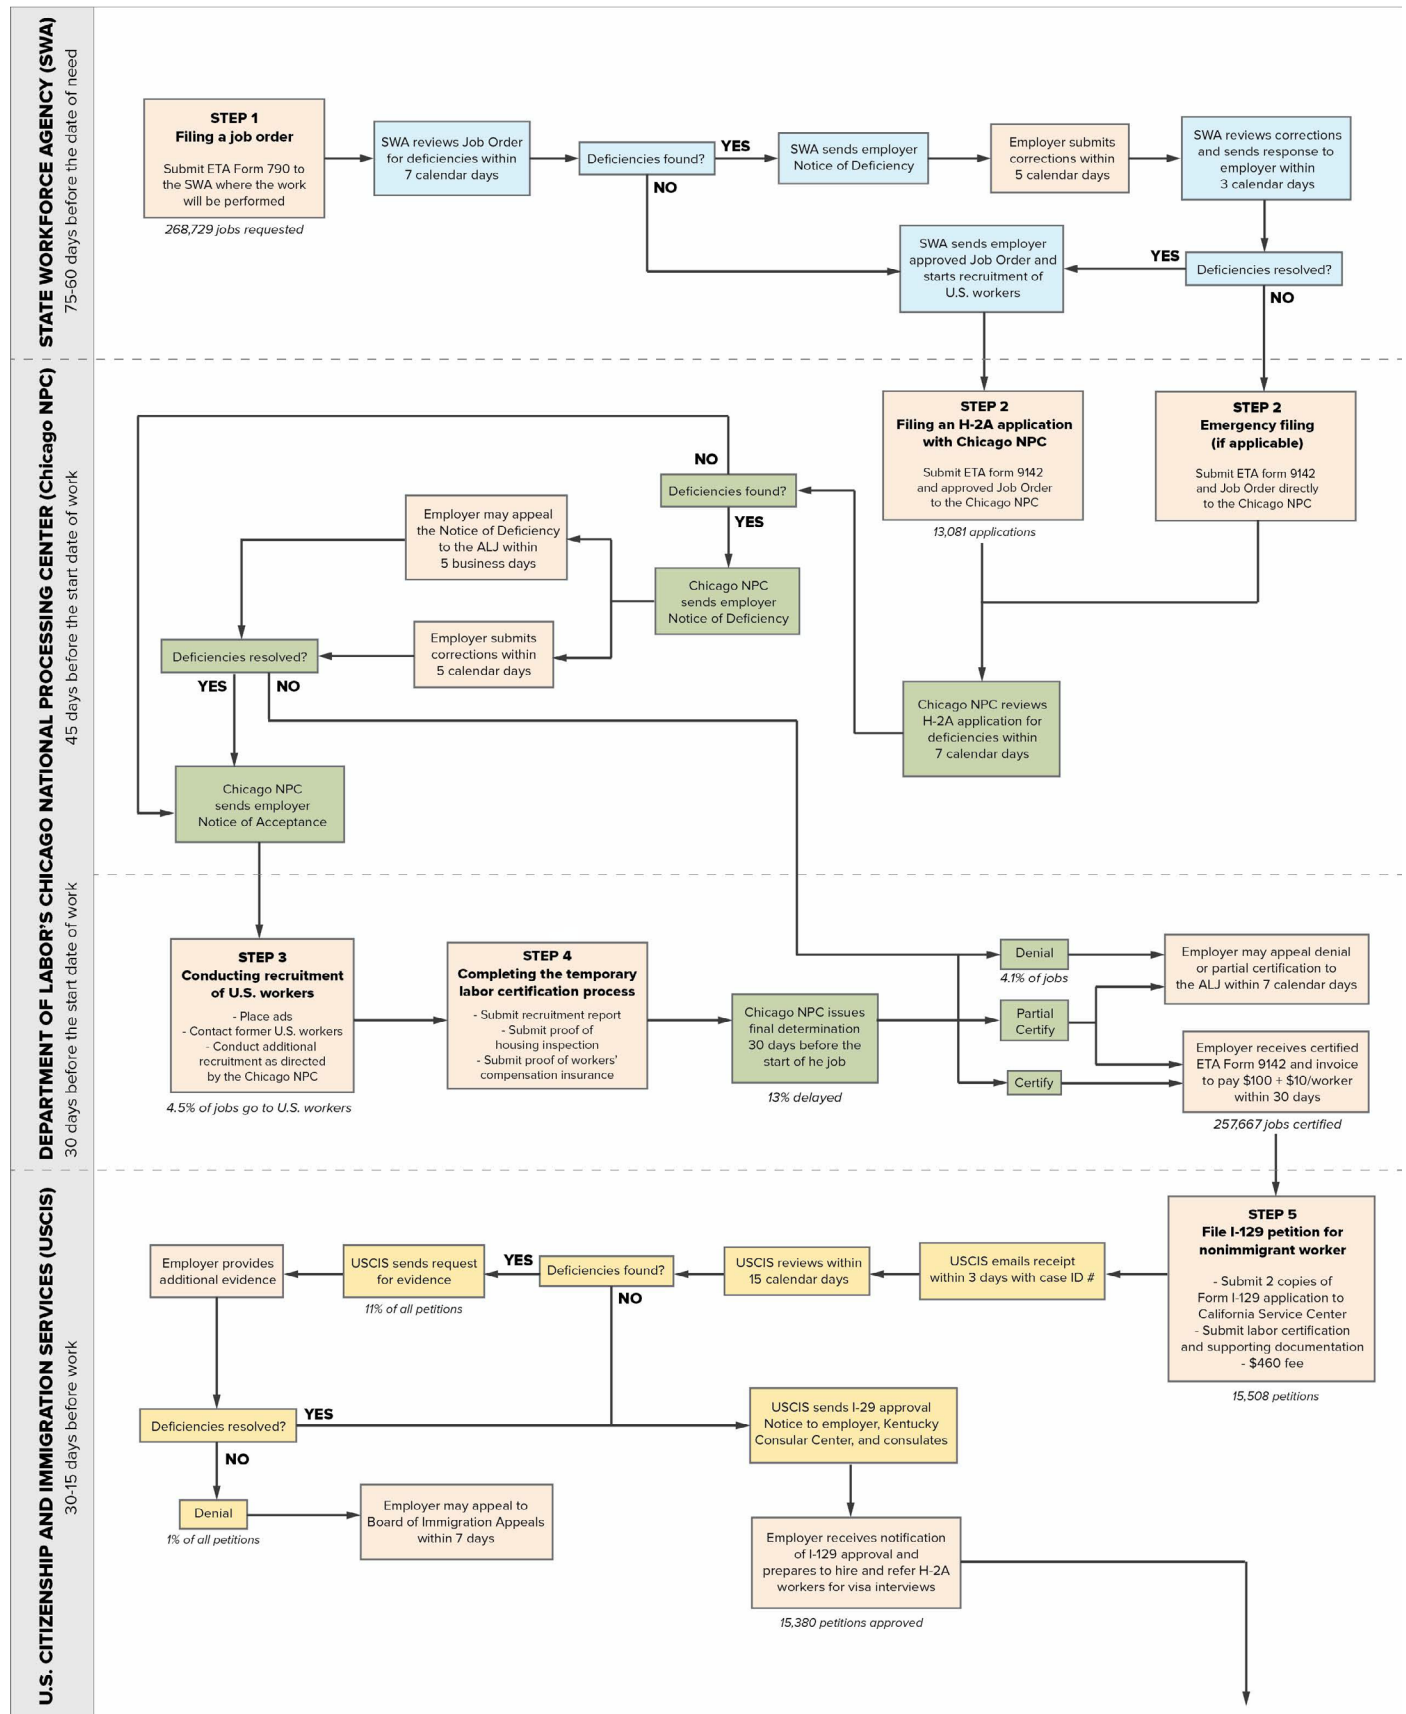 STATE WORKFORCE AGENCY (SWA)
75-60 days before the date of need
STEP 1
Filing a job order
Submit ETA Form 790 to
the SWA where the work
will be performed
268,729 jobs requested
SWA reviews Job Order
for deficiencies within
7 calendar days
Deficiencies found?
YES
NO
SWA sends employer
Notice of Deficiency
Employer submits
corrections within
5 calendar days
SWA reviews corrections
and sends response to
employer within
3 calendar days
Deficiencies resolved?
YES
NO
SWA sends employer
approved Job Order and
starts recruitment of
U.S. workers
DEPARTMENT OF LABOR'S CHICAGO NATIONAL PROCESSING CENTER (Chicago NPC)
45 days before the start date of work
STEP 2
Filing an H-2A application
with Chicago NPC
Submit ETA form 9142
and approved Job Order
to the Chicago NPC
13,081 applications
STEP 2
Emergency filing
(if applicable)
Submit ETA form 9142
and Job Order directly
to the Chicago NPC
Chicago NPC reviews
H-2A application for
deficiencies within
7 calendar days
NO
Deficiencies found?
YES
Chicago NPC
sends employer
Notice of Deficiency
Employer may appeal
the Notice of Deficiency
to the ALJ within
5 business days
Employer submits
corrections within
5 calendar days
Deficiencies resolved?
YES
NO
Chicago NPC
sends employer
Notice of Acceptance
30 days before the start date of work
STEP 3
Conducting recruitment
of U.S. workers
- Place ads
- Contact former U.S. workers
- Conduct additional
recruitment as directed
by the Chicago NPC
4.5% of jobs go to U.S. workers
STEP 4
Completing the temporary
labor certification process
- Submit recruitment report
- Submit proof of
housing inspection
- Submit proof of workers'
compensation insurance
Chicago NPC issues
final determination
30 days before the
start of he job
13% delayed
Denial
4.1% of jobs
Partial
Certify
Certify
Employer may appeal denial
or partial certification to
the ALJ within 7 calendar days
Employer receives certified
ETA Form 9142 and invoice
to pay $100 + $10/worker
within 30 days
257,667 jobs certified
U.S. CITIZENSHIP AND IMMIGRATION SERVICES (USCIS)
30-15 days before work
STEP 5
File I-129 petition for
nonimmigrant worker
- Submit 2 copies of
Form I-129 application to
California Service Center
- Submit labor certification
and supporting documentation
- $460 fee
15,508 petitions
USCIS emails receipt
within 3 days with case ID #
USCIS reviews within
15 calendar days
Deficiencies found?
YES
NO
USCIS sends request
for evidence
11% of all petitions
Employer provides
additional evidence
Deficiencies resolved?
YES
NO
Denial
1% of all petitions
Employer may appeal to
Board of Immigration Appeals
within 7 days
USCIS sends I-29 approval
Notice to employer, Kentucky
Consular Center, and consulates
Employer receives notification
of I-129 approval and
prepares to hire and refer H-2A
workers for visa interviews
15,380 petitions approved